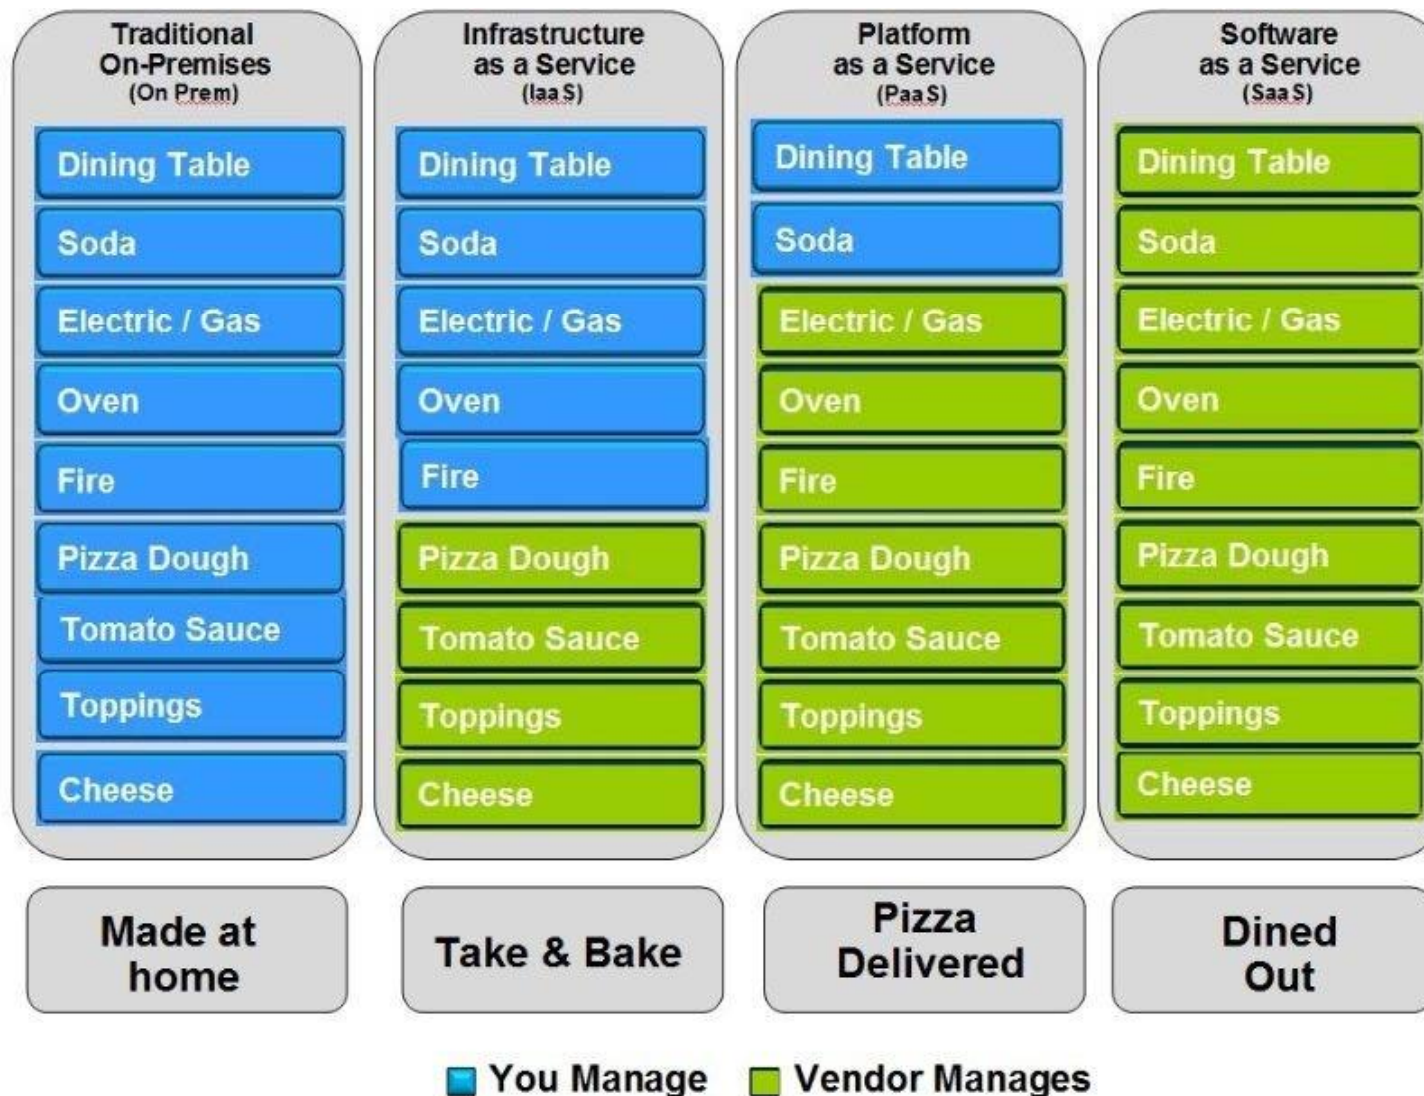 Traditional
On-Premises
(On Prem)
Dining Table
Soda
Electric / Gas
Oven
Fire
Pizza Dough
Tomato Sauce
Toppings
Cheese
Made at
home
Infrastructure
as a Service
(IaaS)
Dining Table
Soda
Electric / Gas
Oven
Fire
Pizza Dough
Tomato Sauce
Toppings
Cheese
Take & Bake
Platform
as a Service
(PaaS)
Dining Table
Soda
Electric / Gas
Oven
Fire
Pizza Dough
Tomato Sauce
Toppings
Cheese
Pizza
Delivered
Software
as a Service
(SaaS)
Dining Table
Soda
Electric / Gas
Oven
Fire
Pizza Dough
Tomato Sauce
Toppings
Cheese
Dined
Out
You Manage
Vendor Manages